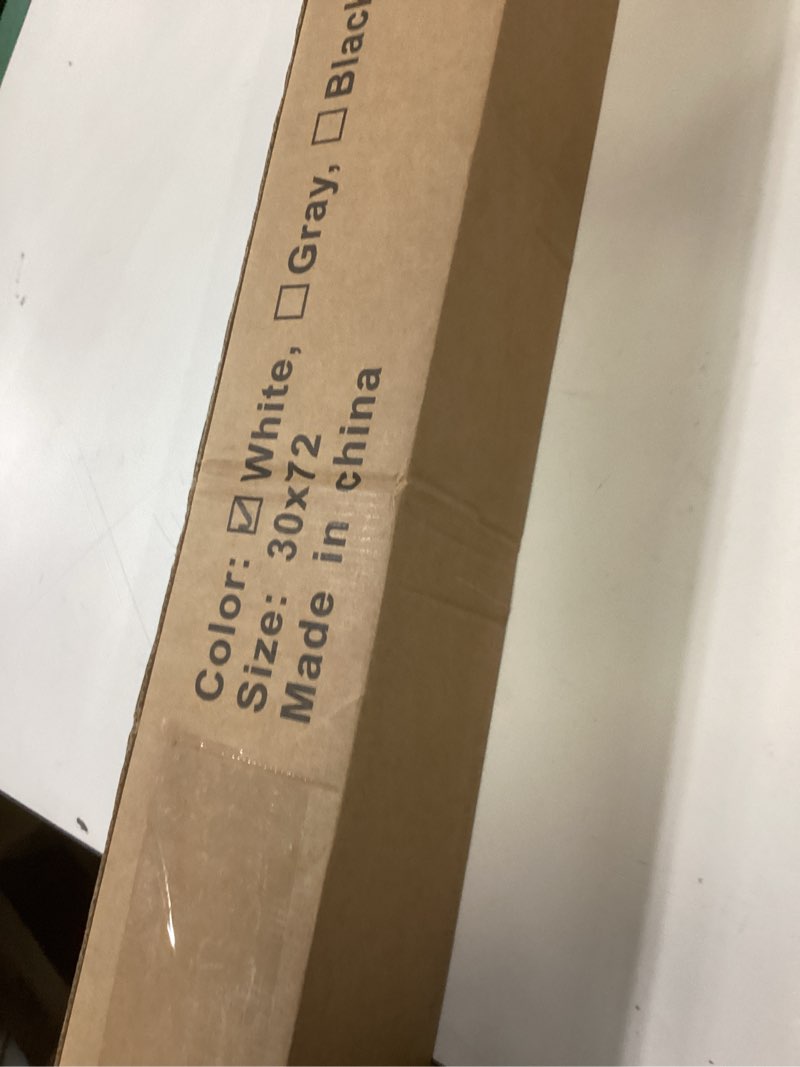 Color: ☑ White, ☐ Gray, ☐ Black
Size: 30x72
Made in china